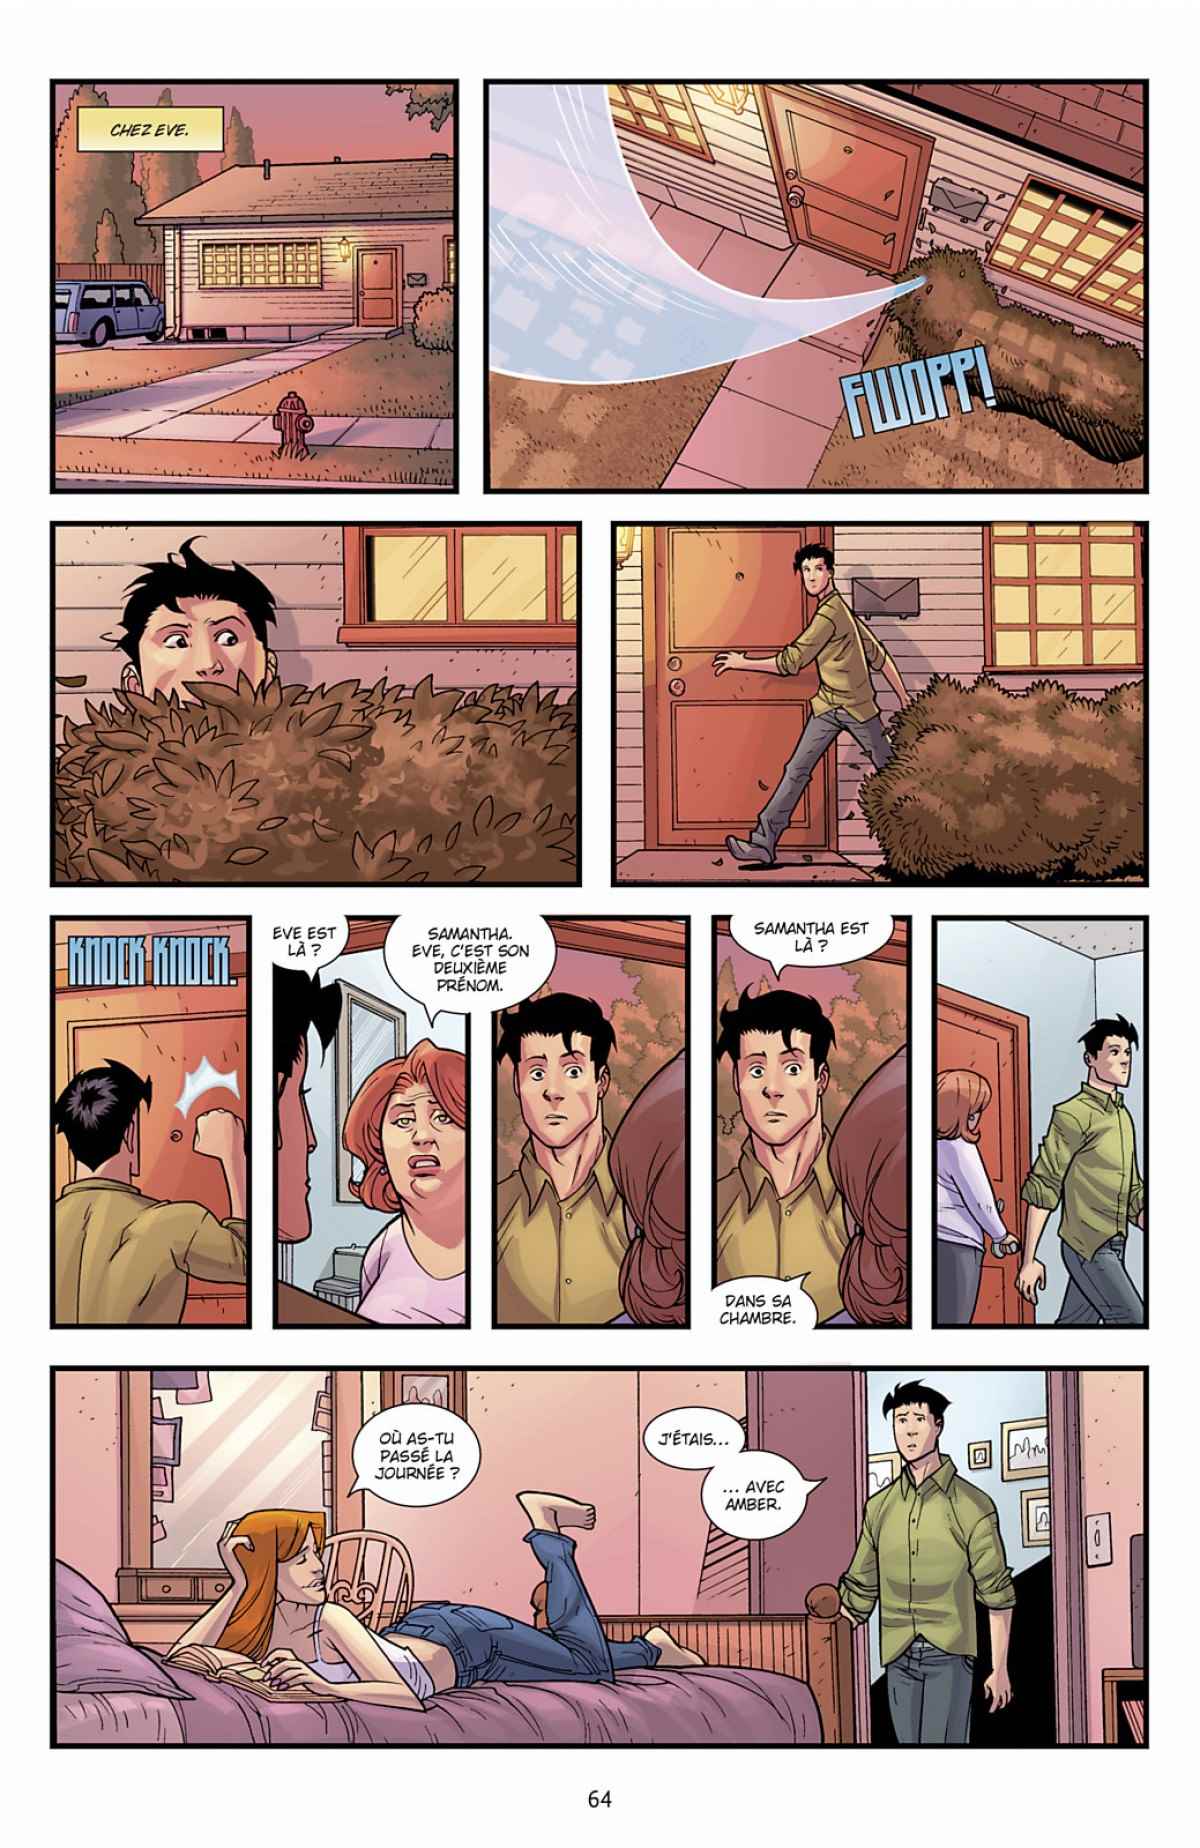 CHEZ EVE.
FWOPP!
KNOCK KNOCK.
EVE EST
LÀ ?
SAMANTHA.
EVE, C'EST SON
DEUXIÈME
PRÉNOM.
SAMANTHA EST
LÀ ?
DANS SA
CHAMBRE.
OÙ AS-TU
PASSÉ LA
JOURNÉE ?
J'ÉTAIS...
... AVEC
AMBER.
64